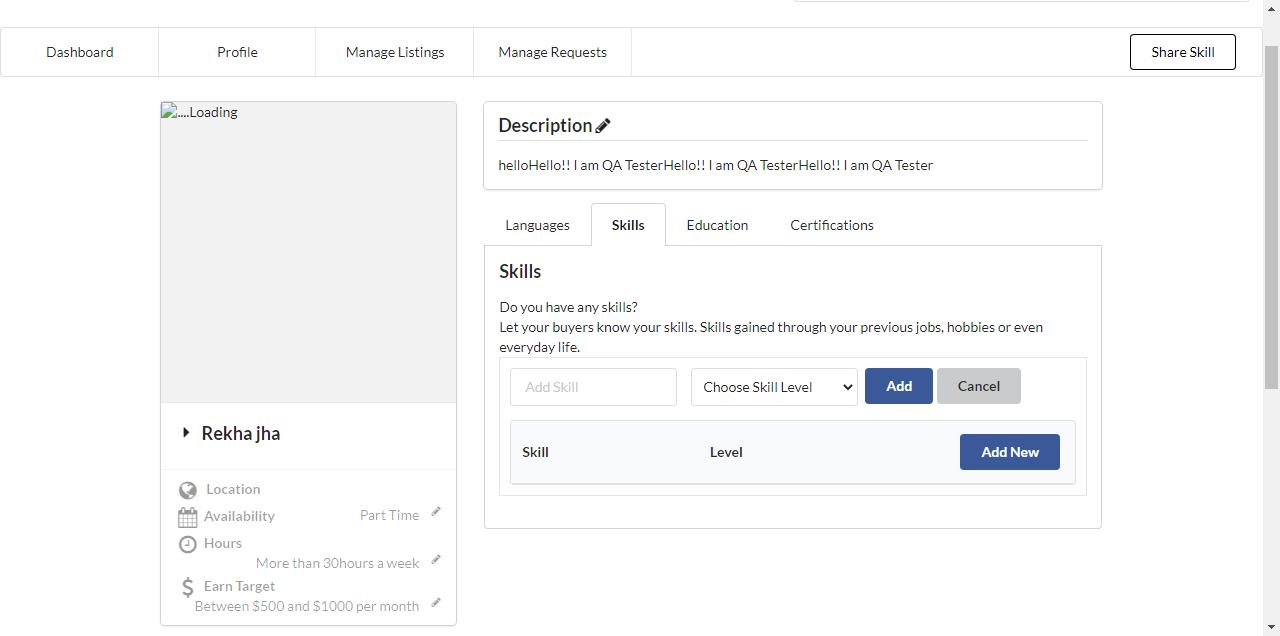 Dashboard Profile Manage Listings Manage Requests Share Skill
....Loading
Rekha jha
Location
Availability Part Time
Hours
More than 30hours a week
Earn Target
Between $500 and $1000 per month
Description
helloHello!! I am QA TesterHello!! I am QA TesterHello!! I am QA Tester
Languages Skills Education Certifications
Skills
Do you have any skills?
Let your buyers know your skills. Skills gained through your previous jobs, hobbies or even
everyday life.
Add Skill Choose Skill Level Add Cancel
Skill Level Add New